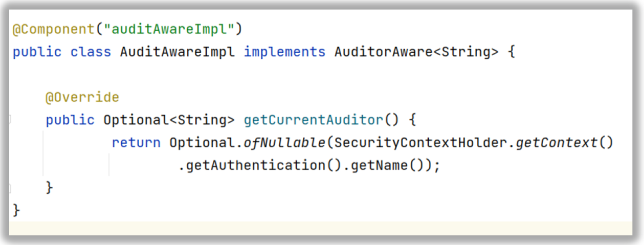 @Component("auditAwareImpl")
public class AuditAwareImpl implements AuditorAware<String> {
@Override
public Optional<String> getCurrentAuditor() {
return Optional.ofNullable(SecurityContextHolder.getContext()
.getAuthentication().getName());
}
}